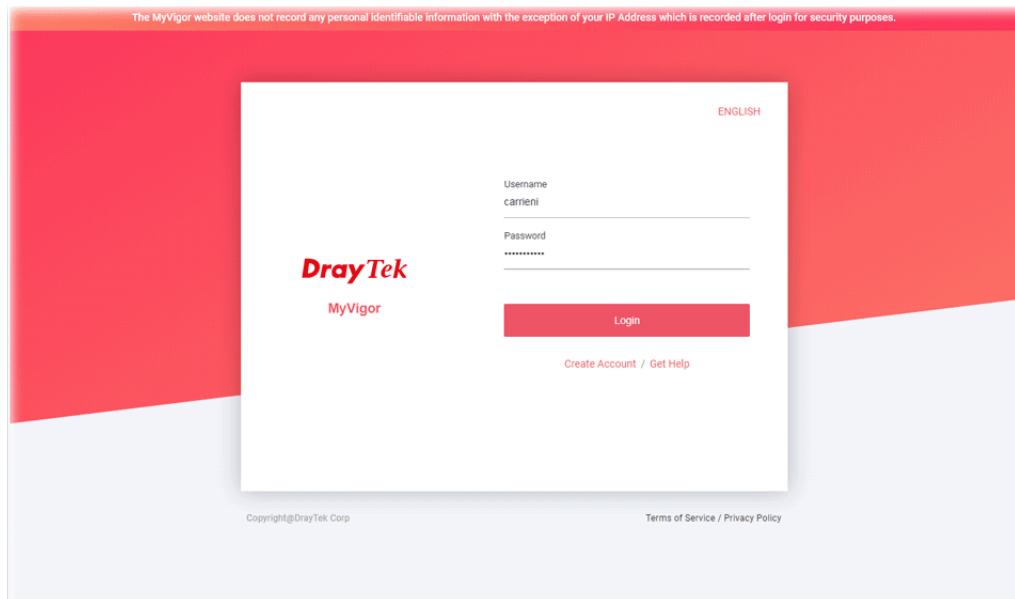 The MyVigor website does not record any personal identifiable information with the exception of your IP Address which is recorded after login for security purposes.
ENGLISH
Username
carrieni
Password
•••••••••••
DrayTek
MyVigor
Login
Create Account / Get Help
Copyright@DrayTek Corp
Terms of Service / Privacy Policy